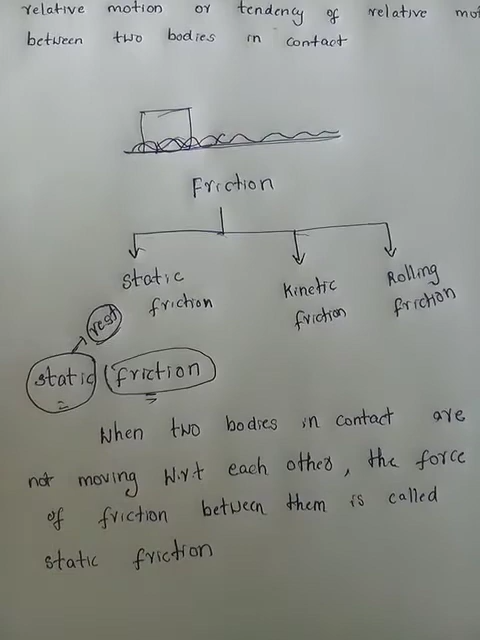 relative motion or tendency of relative mot
between two bodies in contact
Friction
Static friction
Kinetic friction
Rolling friction
rest
static friction
When two bodies in contact are
not moving w.r.t each other, the force
of friction between them is called
static friction